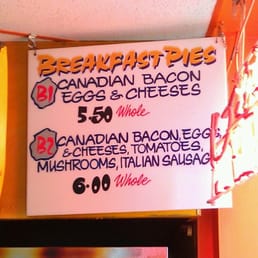 BREAKFAST PIES
B1 CANADIAN BACON
EGGS & CHEESES
5.50 Whole
B2 CANADIAN BACON, EGGS,
& CHEESES, TOMATOES,
MUSHROOMS, ITALIAN SAUSAG
6.00 Whole